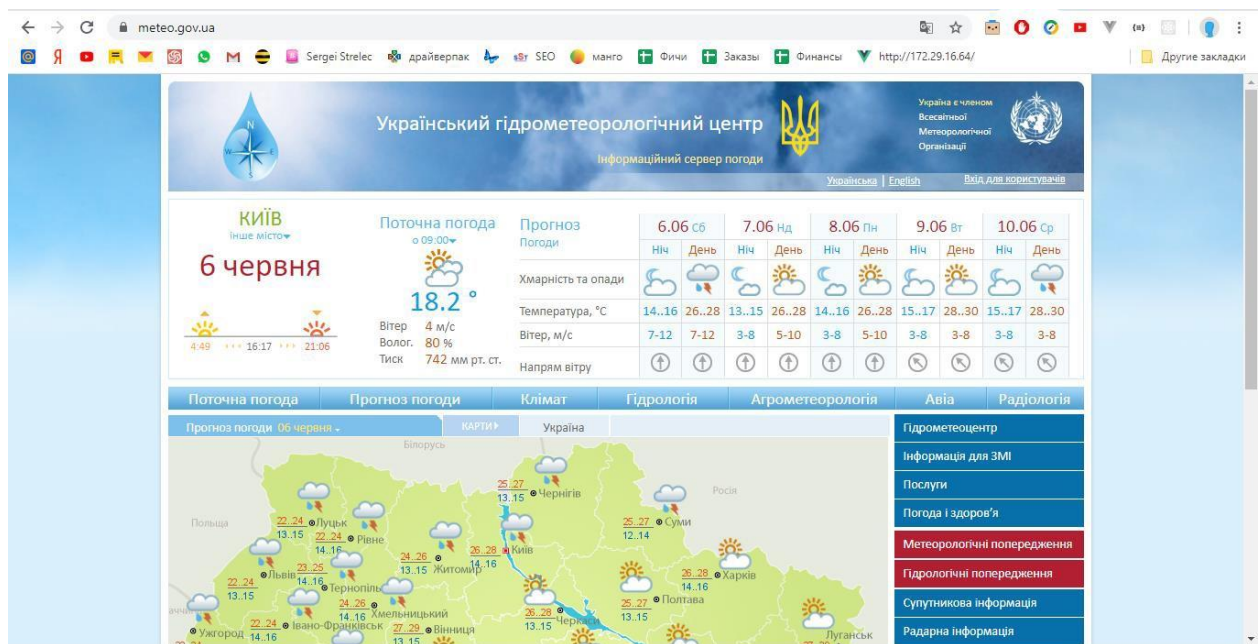 meteo.gov.ua
Sergei Strelec
драйверпак
SEO
манго
Фичи
Заказы
Финансы
http://172.29.16.64/
Другие закладки
Український гідрометеорологічний центр
Інформаційний сервер погоди
Україна є членом
Всесвітньої
Метеорологічної
Організації
Українська | English
Вхід для користувачів
КИЇВ
Інше місто
6 червня
4:49 16:17 21:06
Поточна погода
о 09:00
18.2 °
Вітер 4 м/с
Волог. 80 %
Тиск 742 мм рт. ст.
Прогноз
Погоди
6.06 Сб 7.06 Нд 8.06 Пн 9.06 Вт 10.06 Ср
Ніч День Ніч День Ніч День Ніч День Ніч День
Хмарність та опади
Температура, °C 14..16 26..28 13..15 26..28 14..16 26..28 15..17 28..30 15..17 28..30
Вітер, м/с 7-12 7-12 3-8 5-10 3-8 5-10 3-8 3-8 3-8 3-8
Напрям вітру
Поточна погода Прогноз погоди Клімат Гідрологія Агрометеорологія Авіа Радіологія
Прогноз погоди 06 червня
КАРТИ
Україна
Білорусь
Росія
Польща
25..27
13..15 Чернігів
22..24 Луцьк
13..15
22..24 Рівне
14..16
25..27 Суми
12..14
26..28 Київ
14..16
24..26
13..15 Житомир
23..25
14..16 Тернопіль
Львів
22..24
13..15
26..28 Харків
14..16
25..27 Полтава
13..15
24..26
14..16 Хмельницький
26..28 Черкаси
13..15
22..24 Івано-Франківськ
14..16
27..29 Вінниця
13..15
Ужгород
Луганськ
Гідрометеоцентр
Інформація для ЗМІ
Послуги
Погода і здоров'я
Метеорологічні попередження
Гідрологічні попередження
Супутникова інформація
Радарна інформація